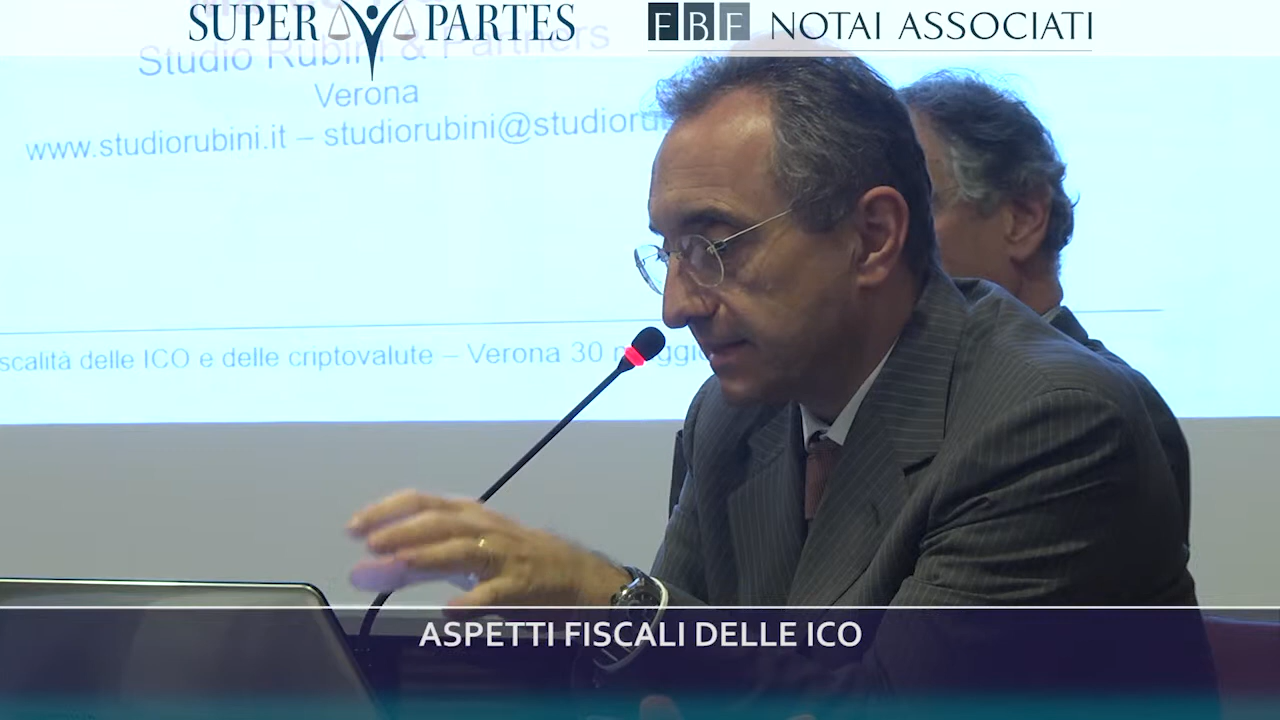 SUPER PARTES
FBF NOTAI ASSOCIATI
Studio Rubini & Partners
Verona
www.studiorubini.it – studiorubini@studioru
scalità delle ICO e delle criptovalute – Verona 30 maggio
ASPETTI FISCALI DELLE ICO